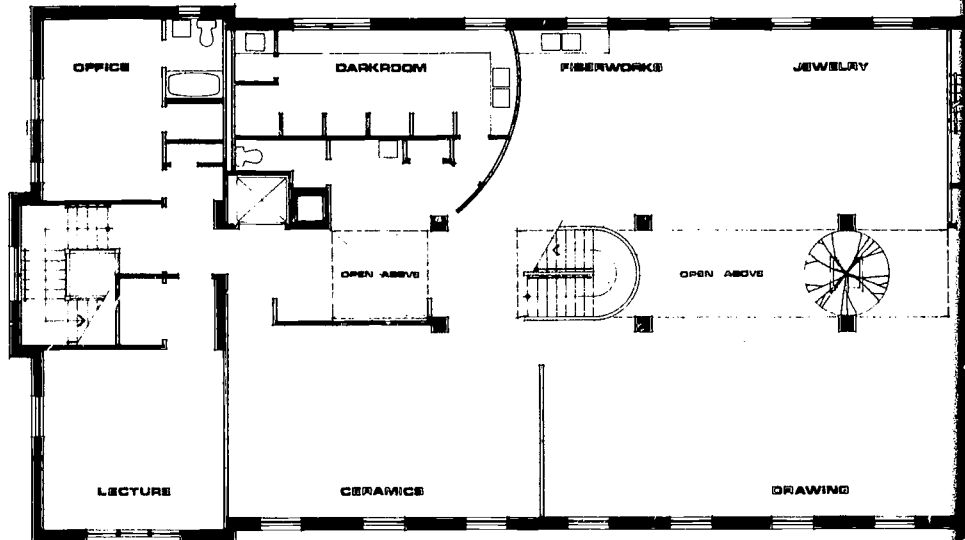 OFFICE
DARKROOM
FIBERWORKS
JEWELRY
OPEN ABOVE
OPEN ABOVE
LECTURE
CERAMICS
DRAWING